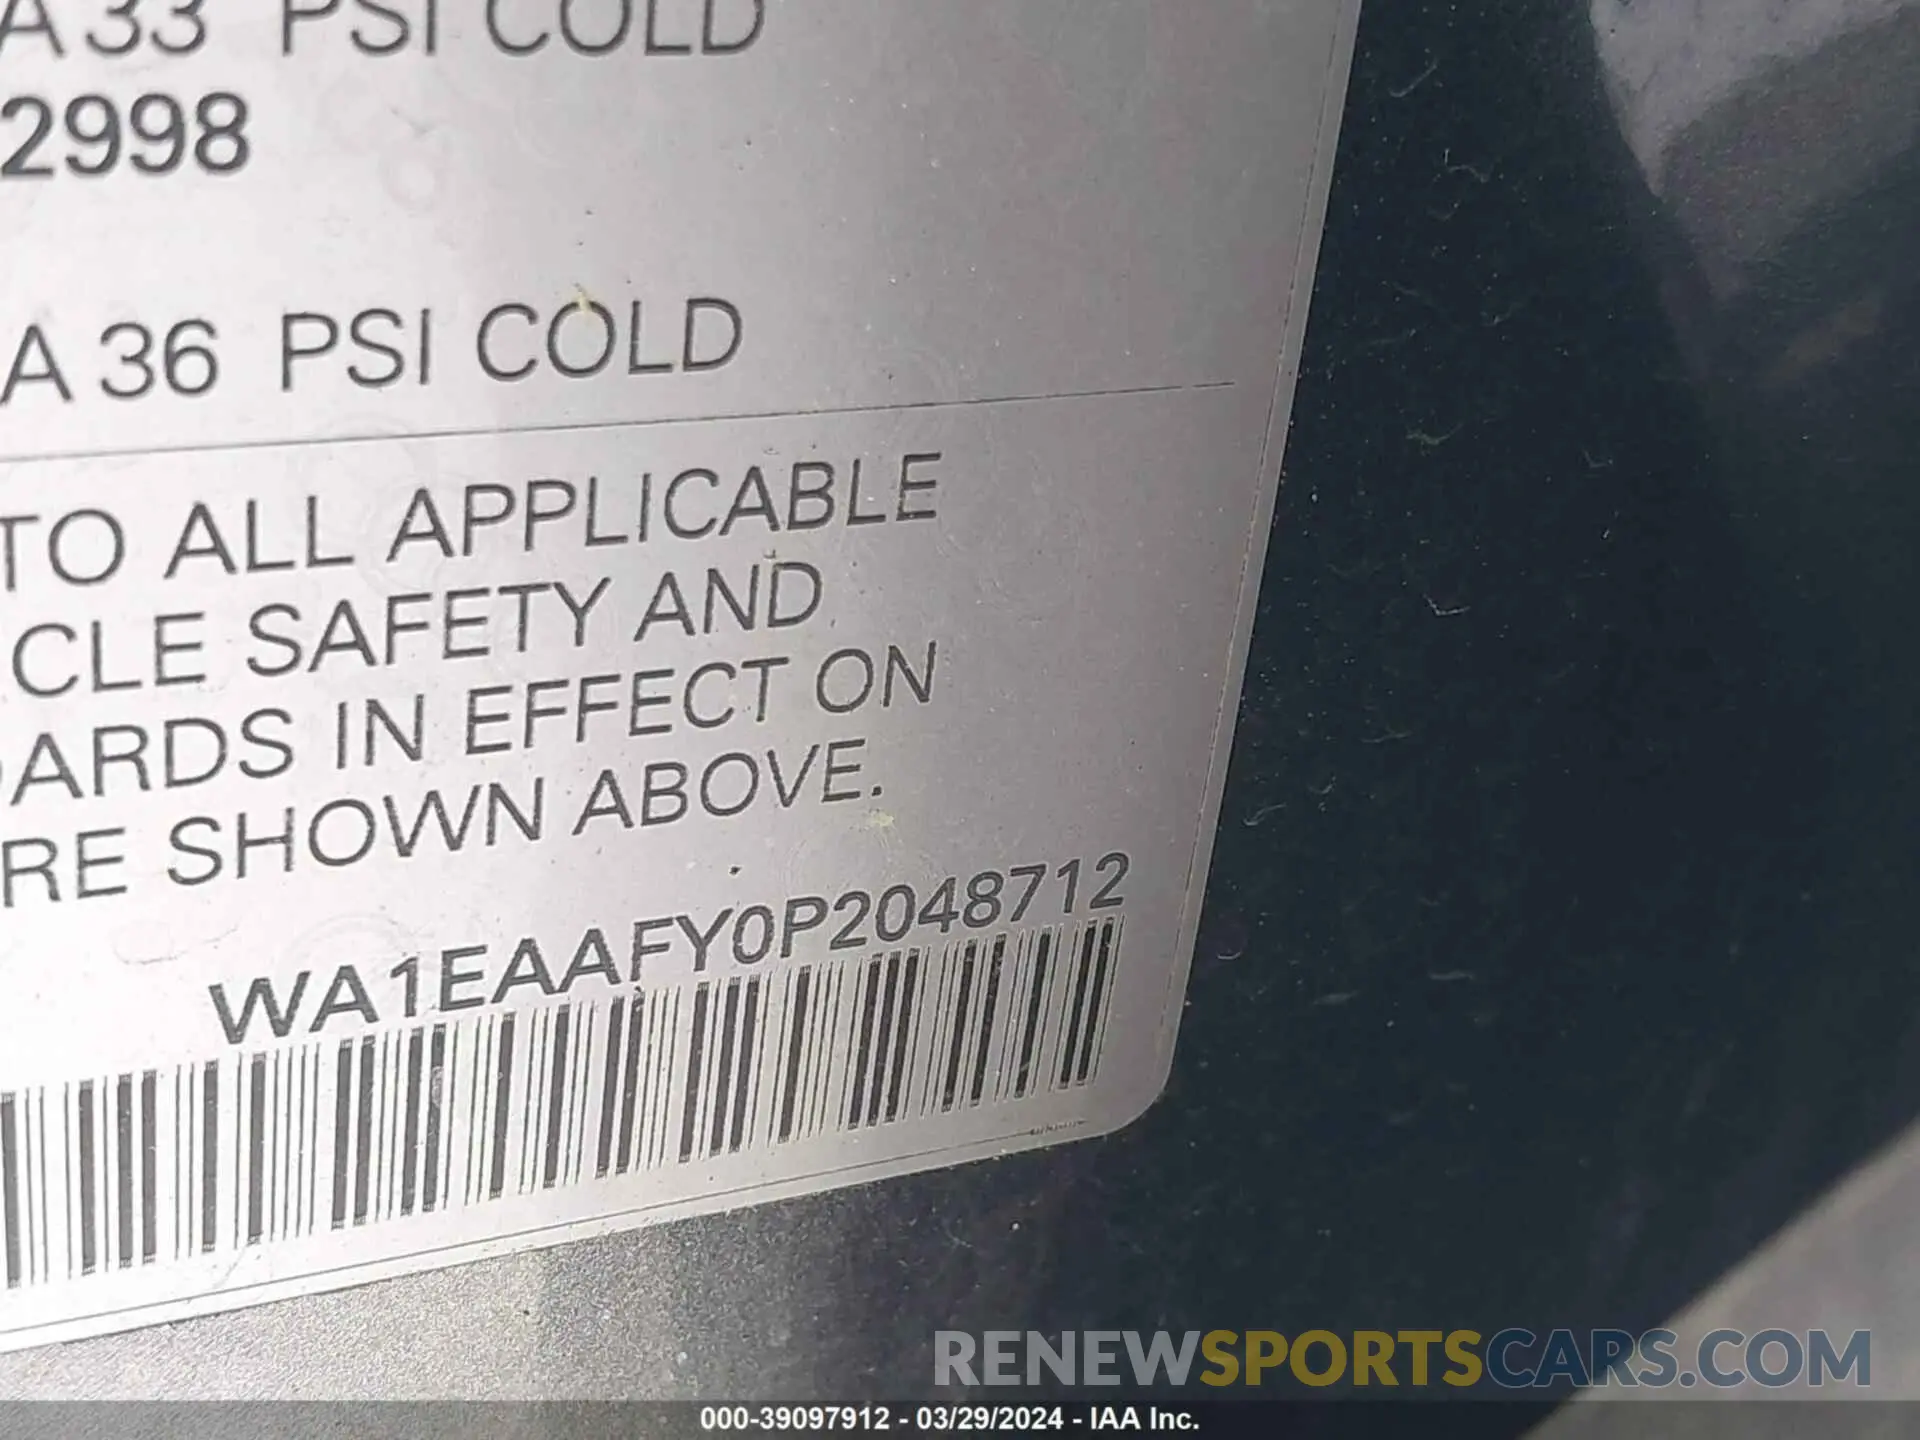 A 33 PSI COLD
2998
A 36 PSI COLD
TO ALL APPLICABLE
CLE SAFETY AND
ARDS IN EFFECT ON
RE SHOWN ABOVE.
WA1EAAFY0P2048712
RENEWSPORTSCARS.COM
000-39097912 - 03/29/2024 - IAA Inc.